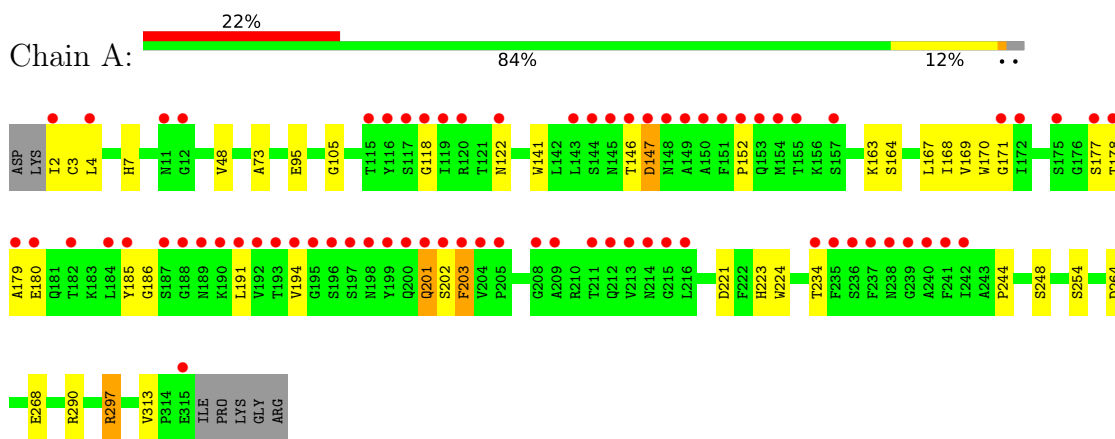 22%
Chain A:
84% 12% • •
ASP LYS I2 C3 L4 H7 N11 G12 V48 A73 E95 G105 T115 Y116 S117 G118 I119 R120 T121 N122 W141 L142 L143 S144 N145 T146 D147 N148 A149 A150 F151 P152 Q153 M154 T155 K156 S157 K163 S164 L167 I168 V169 W170 G171 I172 S175 G176 S177 T178
A179 E180 Q181 T182 K183 L184 Y185 G186 S187 G188 N189 K190 L191 V192 T193 V194 G195 S196 S197 N198 Y199 Q200 Q201 S202 F203 V204 P205 G208 A209 R210 T211 Q212 V213 N214 G215 L216 D221 F222 H223 W224 T234 F235 S236 F237 N238 G239 A240 F241 I242 A243 P244 S248 S254
E268 R290 R297 V313 P314 E315 ILE PRO LYS GLY ARG